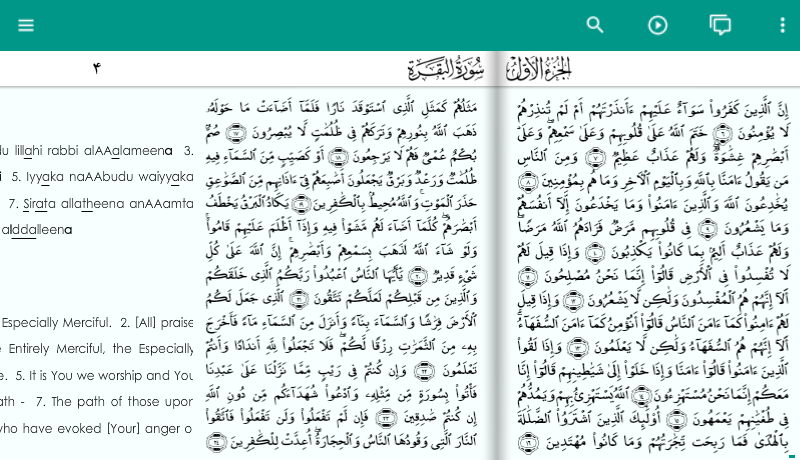 الجزء الأول
سورة البقرة
٤
إِنَّ ٱلَّذِينَ كَفَرُوا۟ سَوَآءٌ عَلَيْهِمْ ءَأَنذَرْتَهُمْ أَمْ لَمْ تُنذِرْهُمْ
لَا يُؤْمِنُونَ ٦ خَتَمَ ٱللَّهُ عَلَىٰ قُلُوبِهِمْ وَعَلَىٰ سَمْعِهِمْ ۖ وَعَلَىٰٓ
أَبْصَٰرِهِمْ غِشَٰوَةٌ ۖ وَلَهُمْ عَذَابٌ عَظِيمٌ ٧ وَمِنَ ٱلنَّاسِ
مَن يَقُولُ ءَامَنَّا بِٱللَّهِ وَبِٱلْيَوْمِ ٱلْءَاخِرِ وَمَا هُم بِمُؤْمِنِينَ ٨
يُخَٰدِعُونَ ٱللَّهَ وَٱلَّذِينَ ءَامَنُوا۟ وَمَا يَخْدَعُونَ إِلَّآ أَنفُسَهُمْ
وَمَا يَشْعُرُونَ ٩ فِى قُلُوبِهِم مَّرَضٌ فَزَادَهُمُ ٱللَّهُ مَرَضًا ۖ
وَلَهُمْ عَذَابٌ أَلِيمٌۢ بِمَا كَانُوا۟ يَكْذِبُونَ ١٠ وَإِذَا قِيلَ لَهُمْ
لَا تُفْسِدُوا۟ فِى ٱلْأَرْضِ قَالُوٓا۟ إِنَّمَا نَحْنُ مُصْلِحُونَ ١١
أَلَآ إِنَّهُمْ هُمُ ٱلْمُفْسِدُونَ وَلَٰكِن لَّا يَشْعُرُونَ ١٢ وَإِذَا قِيلَ
لَهُمْ ءَامِنُوا۟ كَمَآ ءَامَنَ ٱلنَّاسُ قَالُوٓا۟ أَنُؤْمِنُ كَمَآ ءَامَنَ ٱلسُّفَهَآءُ ۗ
أَلَآ إِنَّهُمْ هُمُ ٱلسُّفَهَآءُ وَلَٰكِن لَّا يَعْلَمُونَ ١٣ وَإِذَا لَقُوا۟
ٱلَّذِينَ ءَامَنُوا۟ قَالُوٓا۟ ءَامَنَّا وَإِذَا خَلَوْا۟ إِلَىٰ شَيَٰطِينِهِمْ قَالُوٓا۟ إِنَّا
مَعَكُمْ إِنَّمَا نَحْنُ مُسْتَهْزِءُونَ ١٤ ٱللَّهُ يَسْتَهْزِئُ بِهِمْ وَيَمُدُّهُمْ
فِى طُغْيَٰنِهِمْ يَعْمَهُونَ ١٥ أُو۟لَٰٓئِكَ ٱلَّذِينَ ٱشْتَرَوُا۟ ٱلضَّلَٰلَةَ
بِٱلْهُدَىٰ فَمَا رَبِحَت تِّجَٰرَتُهُمْ وَمَا كَانُوا۟ مُهْتَدِينَ ١٦
مَثَلُهُمْ كَمَثَلِ ٱلَّذِى ٱسْتَوْقَدَ نَارًا فَلَمَّآ أَضَآءَتْ مَا حَوْلَهُۥ
ذَهَبَ ٱللَّهُ بِنُورِهِمْ وَتَرَكَهُمْ فِى ظُلُمَٰتٍ لَّا يُبْصِرُونَ ١٧ صُمٌّۢ
بُكْمٌ عُمْىٌ فَهُمْ لَا يَرْجِعُونَ ١٨ أَوْ كَصَيِّبٍ مِّنَ ٱلسَّمَآءِ فِيهِ
ظُلُمَٰتٌ وَرَعْدٌ وَبَرْقٌ يَجْعَلُونَ أَصَٰبِعَهُمْ فِىٓ ءَاذَانِهِم مِّنَ ٱلصَّوَٰعِقِ
حَذَرَ ٱلْمَوْتِ ۚ وَٱللَّهُ مُحِيطٌۢ بِٱلْكَٰفِرِينَ ١٩ يَكَادُ ٱلْبَرْقُ يَخْطَفُ
أَبْصَٰرَهُمْ ۖ كُلَّمَآ أَضَآءَ لَهُم مَّشَوْا۟ فِيهِ وَإِذَآ أَظْلَمَ عَلَيْهِمْ قَامُوا۟ ۚ
وَلَوْ شَآءَ ٱللَّهُ لَذَهَبَ بِسَمْعِهِمْ وَأَبْصَٰرِهِمْ ۚ إِنَّ ٱللَّهَ عَلَىٰ كُلِّ
شَىْءٍ قَدِيرٌ ٢٠ يَٰٓأَيُّهَا ٱلنَّاسُ ٱعْبُدُوا۟ رَبَّكُمُ ٱلَّذِى خَلَقَكُمْ
وَٱلَّذِينَ مِن قَبْلِكُمْ لَعَلَّكُمْ تَتَّقُونَ ٢١ ٱلَّذِى جَعَلَ لَكُمُ
ٱلْأَرْضَ فِرَٰشًا وَٱلسَّمَآءَ بِنَآءً وَأَنزَلَ مِنَ ٱلسَّمَآءِ مَآءً فَأَخْرَجَ
بِهِۦ مِنَ ٱلثَّمَرَٰتِ رِزْقًا لَّكُمْ ۖ فَلَا تَجْعَلُوا۟ لِلَّهِ أَندَادًا وَأَنتُمْ
تَعْلَمُونَ ٢٢ وَإِن كُنتُمْ فِى رَيْبٍ مِّمَّا نَزَّلْنَا عَلَىٰ عَبْدِنَا
فَأْتُوا۟ بِسُورَةٍ مِّن مِّثْلِهِۦ وَٱدْعُوا۟ شُهَدَآءَكُم مِّن دُونِ ٱللَّهِ
إِن كُنتُمْ صَٰدِقِينَ ٢٣ فَإِن لَّمْ تَفْعَلُوا۟ وَلَن تَفْعَلُوا۟ فَٱتَّقُوا۟
ٱلنَّارَ ٱلَّتِى وَقُودُهَا ٱلنَّاسُ وَٱلْحِجَارَةُ ۖ أُعِدَّتْ لِلْكَٰفِرِينَ ٢٤
du lillahi rabbi alAAalameena 3.
5. Iyyaka naAAbudu waiyyaka
7. Sirata allatheena anAAamta
alddalleena
Especially Merciful. 2. [All] praise
Entirely Merciful, the Especially
e. 5. It is You we worship and You
ath - 7. The path of those upon
who have evoked [Your] anger o